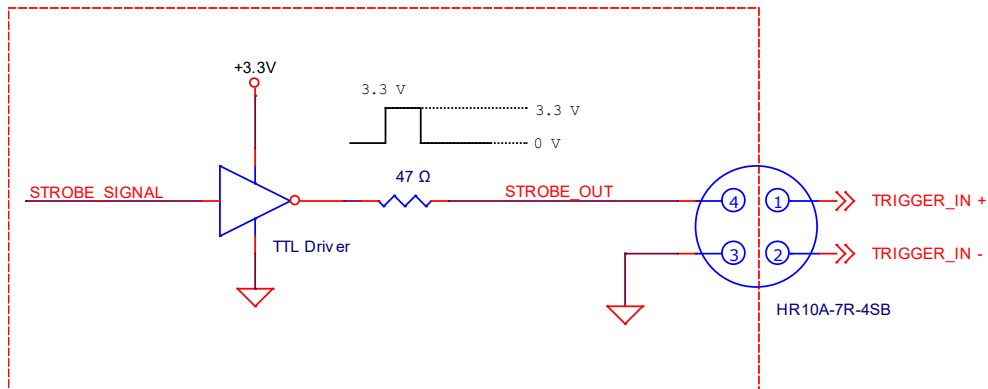 +3.3V
3.3 V
3.3 V
0 V
47 Ω
STROBE_SIGNAL
STROBE_OUT
TTL Driver
4
1
TRIGGER_IN +
3
2
TRIGGER_IN -
HR10A-7R-4SB